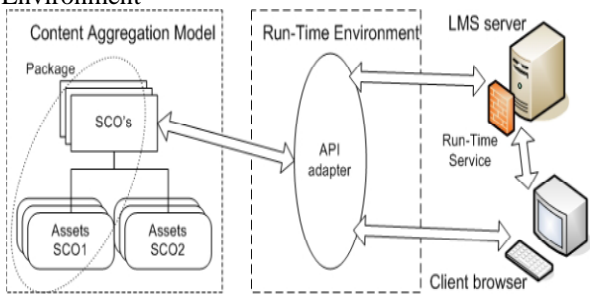 Environment
Content Aggregation Model
Package
SCO's
Assets
SCO1
Assets
SCO2
Run-Time Environment
API
adapter
LMS server
Run-Time
Service
Client browser